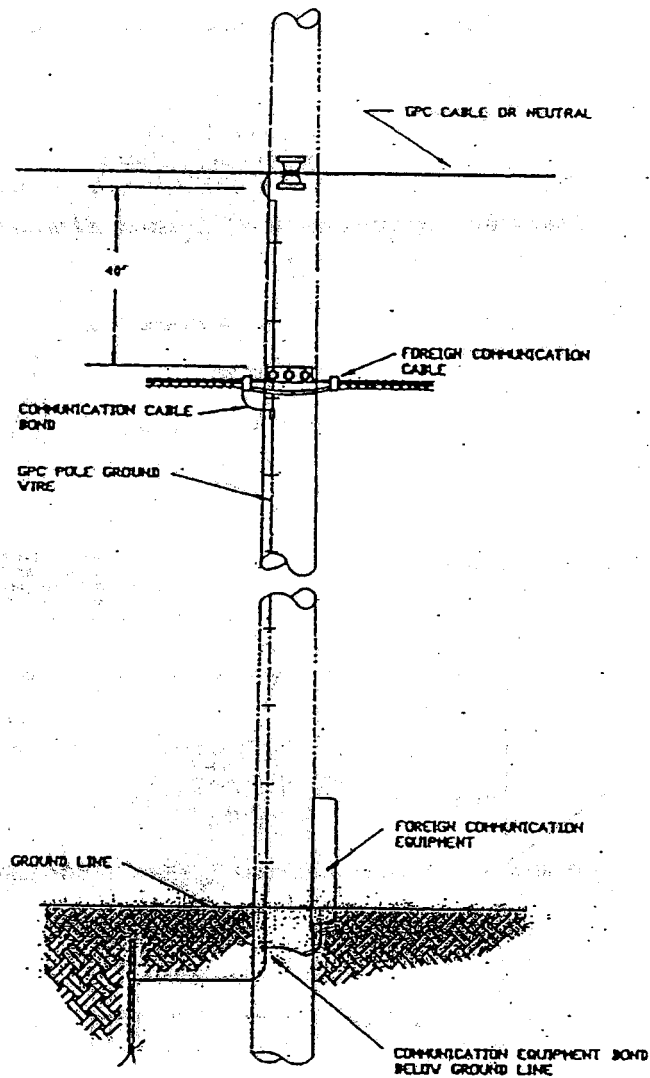 GPC CABLE OR NEUTRAL
40"
FOREIGN COMMUNICATION
CABLE
COMMUNICATION CABLE
BOND
GPC POLE GROUND
WIRE
FOREIGN COMMUNICATION
EQUIPMENT
GROUND LINE
COMMUNICATION EQUIPMENT BOND
BELOW GROUND LINE